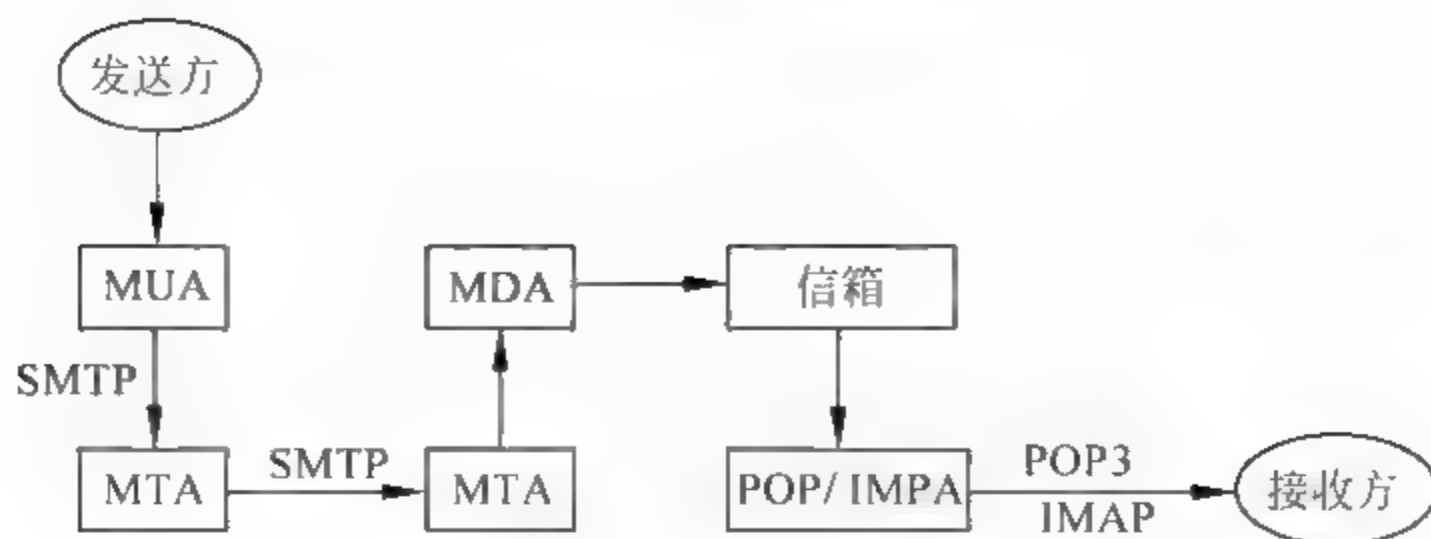 发送方
MUA
MDA
信箱
SMTP
MTA
SMTP
MTA
POP/ IMPA
POP3
IMAP
接收方